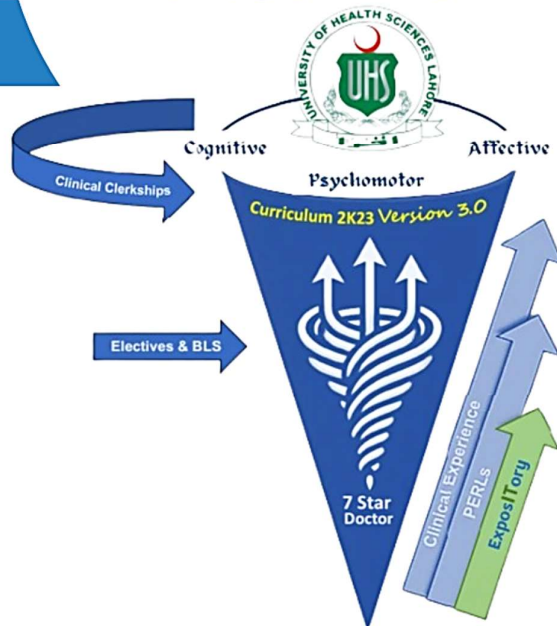 UNIVERSITY OF HEALTH SCIENCES LAHORE
UHS
Cognitive
Affective
Psychomotor
Clinical Clerkships
Curriculum 2K23 Version 3.0
Electives & BLS
7 Star
Doctor
Clinical Experience
PERLs
ExposITory